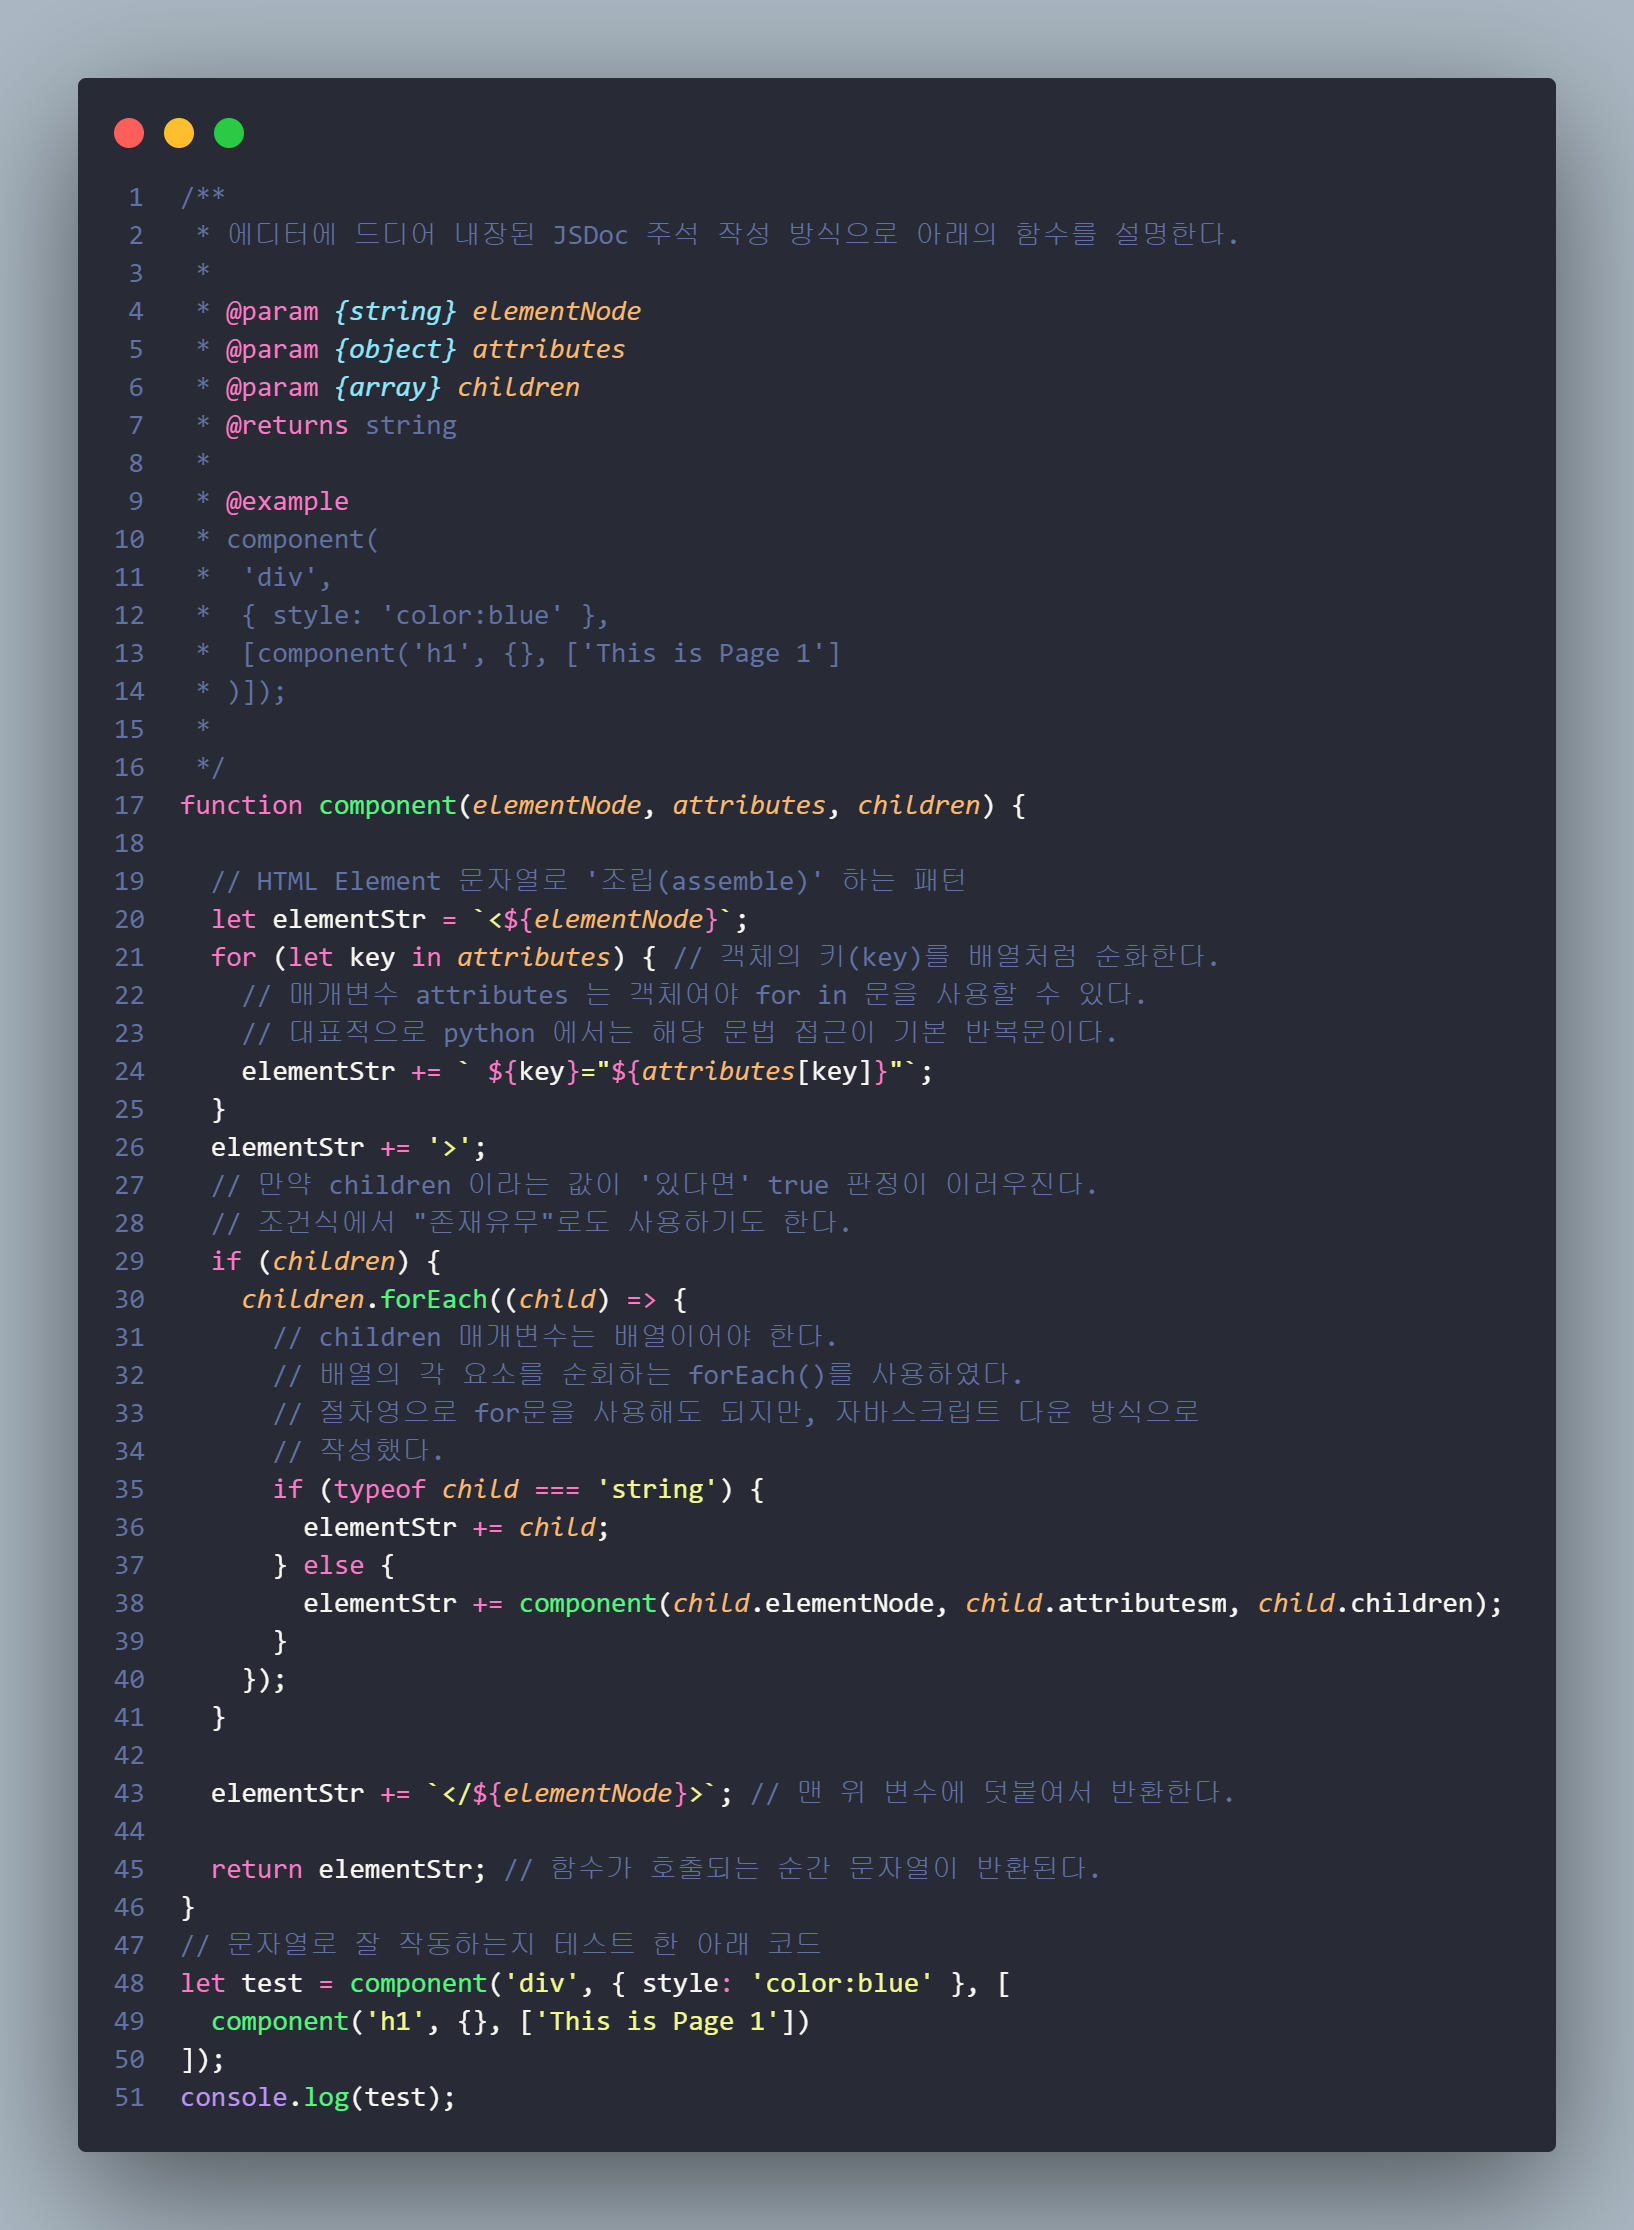 1 /**
2  * 에디터에 드디어 내장된 JSDoc 주석 작성 방식으로 아래의 함수를 설명한다.
3  *
4  * @param {string} elementNode
5  * @param {object} attributes
6  * @param {array} children
7  * @returns string
8  *
9  * @example
10  * component(
11  *  'div',
12  *  { style: 'color:blue' },
13  *  [component('h1', {}, ['This is Page 1']
14  * )]);
15  *
16  */
17 function component(elementNode, attributes, children) {
18
19   // HTML Element 문자열로 '조립(assemble)' 하는 패턴
20   let elementStr = `<${elementNode}`;
21   for (let key in attributes) { // 객체의 키(key)를 배열처럼 순화한다.
22     // 매개변수 attributes 는 객체여야 for in 문을 사용할 수 있다.
23     // 대표적으로 python 에서는 해당 문법 접근이 기본 반복문이다.
24     elementStr += ` ${key}="${attributes[key]}"`;
25   }
26   elementStr += '>';
27   // 만약 children 이라는 값이 '있다면' true 판정이 이러우진다.
28   // 조건식에서 "존재유무"로도 사용하기도 한다.
29   if (children) {
30     children.forEach((child) => {
31       // children 매개변수는 배열이어야 한다.
32       // 배열의 각 요소를 순회하는 forEach()를 사용하였다.
33       // 절차영으로 for문을 사용해도 되지만, 자바스크립트 다운 방식으로
34       // 작성했다.
35       if (typeof child === 'string') {
36         elementStr += child;
37       } else {
38         elementStr += component(child.elementNode, child.attributesm, child.children);
39       }
40     });
41   }
42
43   elementStr += `</${elementNode}>`; // 맨 위 변수에 덧붙여서 반환한다.
44
45   return elementStr; // 함수가 호출되는 순간 문자열이 반환된다.
46 }
47 // 문자열로 잘 작동하는지 테스트 한 아래 코드
48 let test = component('div', { style: 'color:blue' }, [
49   component('h1', {}, ['This is Page 1'])
50 ]);
51 console.log(test);